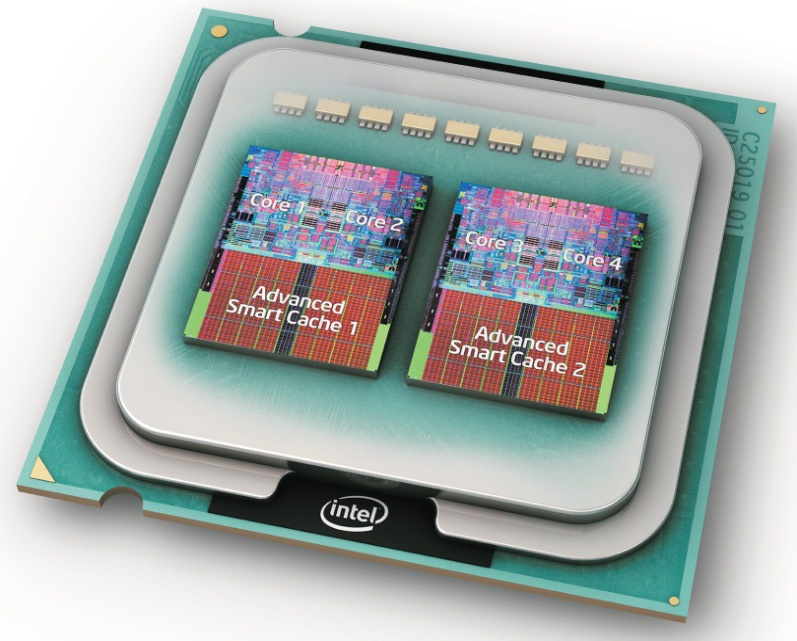 Core 1
Core 2
Core 3
Core 4
Advanced
Smart Cache 1
Advanced
Smart Cache 2
C25019 01
intel